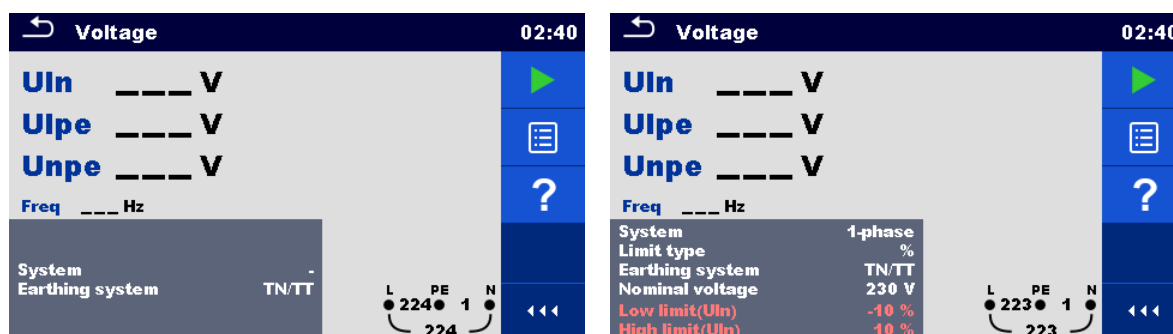 Voltage 02:40
Uln ___ V
Ulpe ___ V
Unpe ___ V
Freq ___ Hz
?
System -
Earthing system TN/TT
L PE N
224 1
224
Voltage 02:40
Uln ___ V
Ulpe ___ V
Unpe ___ V
Freq ___ Hz
?
System 1-phase
Limit type %
Earthing system TN/TT
Nominal voltage 230 V
Low limit(Uln) -10 %
High limit(Uln) 10 %
L PE N
223 1
223